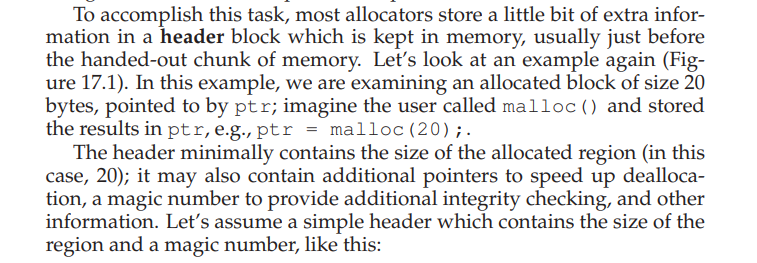 To accomplish this task, most allocators store a little bit of extra infor-
mation in a header block which is kept in memory, usually just before
the handed-out chunk of memory. Let's look at an example again (Fig-
ure 17.1). In this example, we are examining an allocated block of size 20
bytes, pointed to by ptr; imagine the user called malloc() and stored
the results in ptr, e.g., ptr = malloc(20);.
The header minimally contains the size of the allocated region (in this
case, 20); it may also contain additional pointers to speed up dealloca-
tion, a magic number to provide additional integrity checking, and other
information. Let's assume a simple header which contains the size of the
region and a magic number, like this: